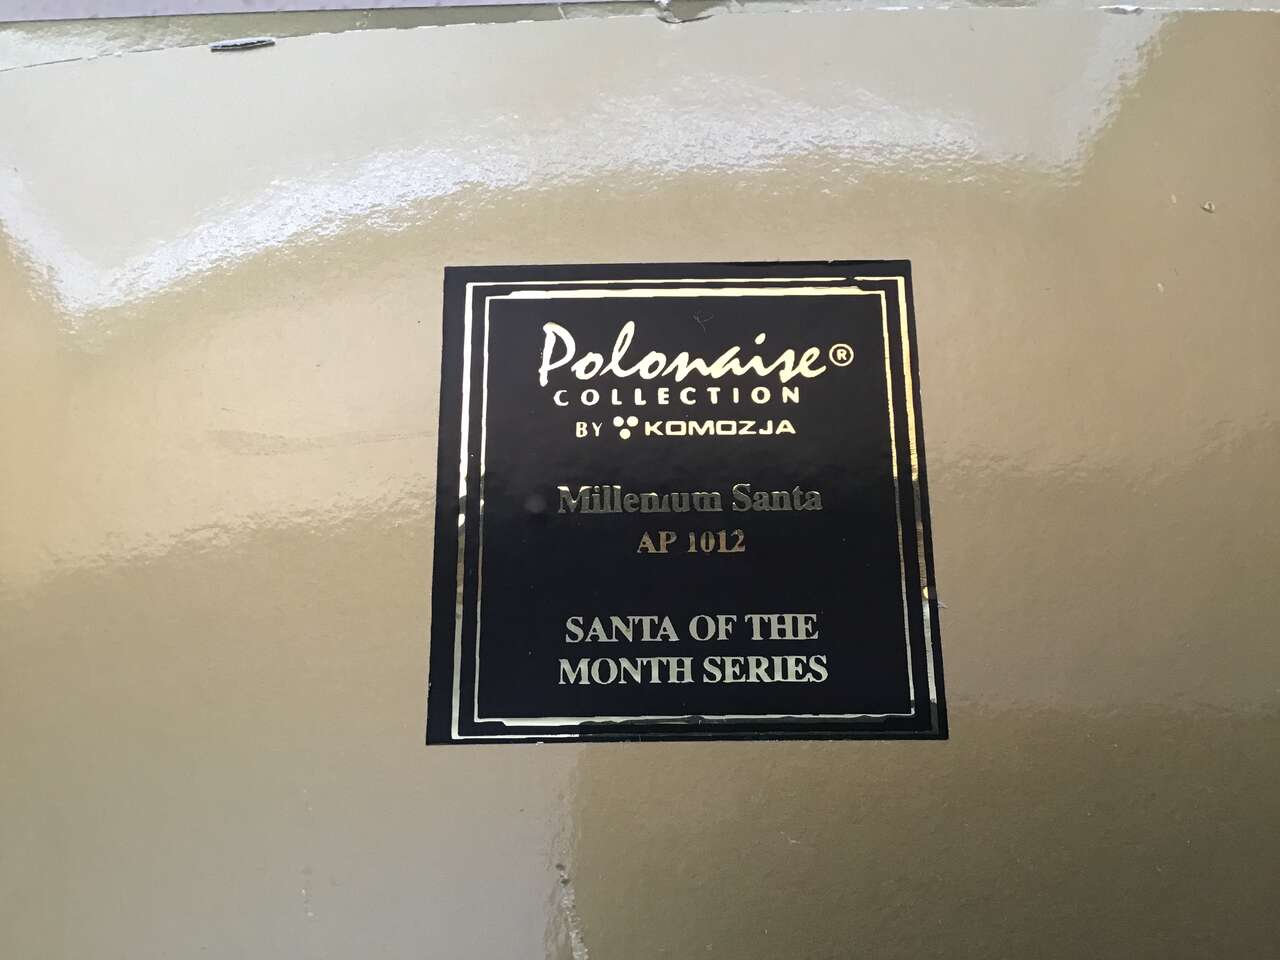 Polonaise®
COLLECTION
BY KOMOZJA
Millenium Santa
AP 1012
SANTA OF THE
MONTH SERIES